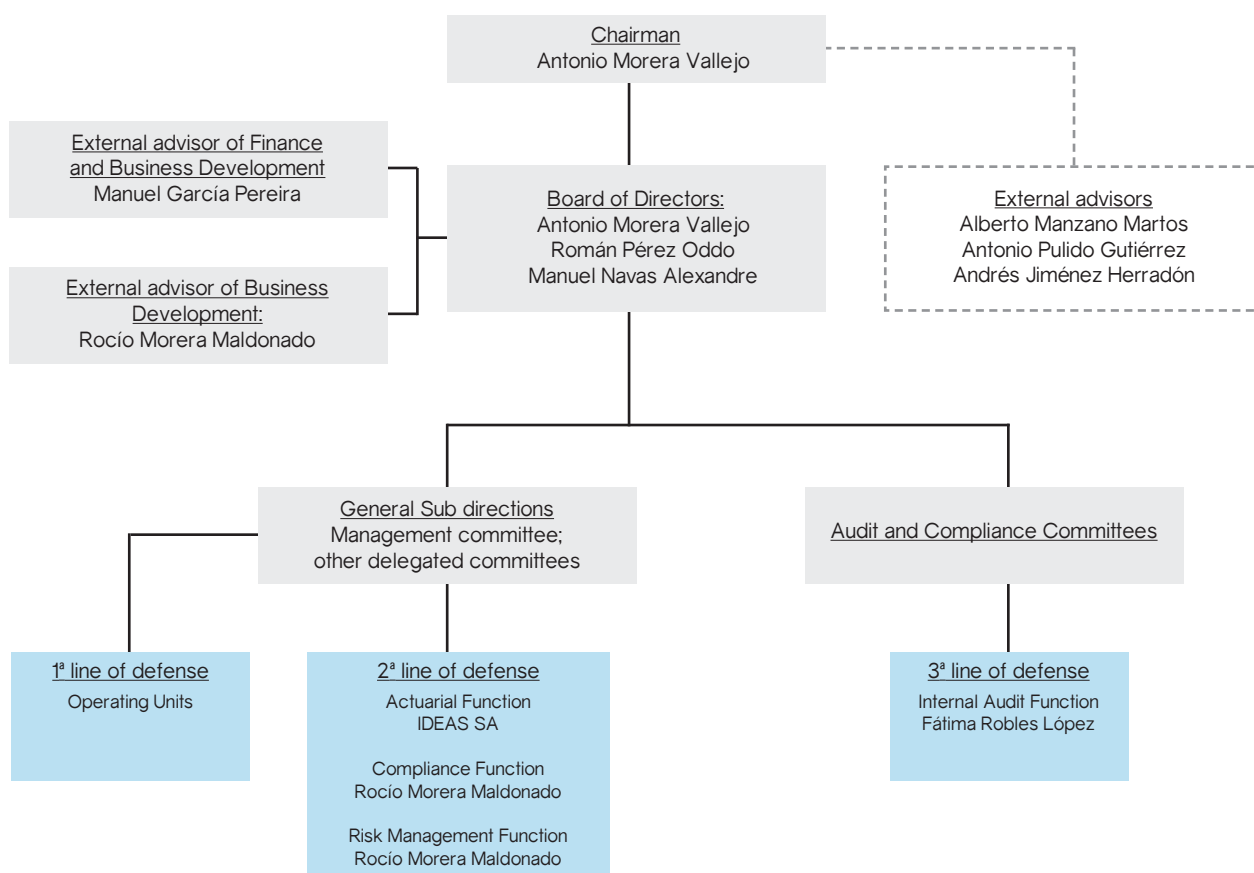 Chairman
Antonio Morera Vallejo
External advisor of Finance
and Business Development
Manuel García Pereira
External advisor of Business
Development:
Rocío Morera Maldonado
Board of Directors:
Antonio Morera Vallejo
Román Pérez Oddo
Manuel Navas Alexandre
External advisors
Alberto Manzano Martos
Antonio Pulido Gutiérrez
Andrés Jiménez Herradón
General Sub directions
Management committee;
other delegated committees
Audit and Compliance Committees
1ª line of defense
Operating Units
2ª line of defense
Actuarial Function
IDEAS SA
Compliance Function
Rocío Morera Maldonado
Risk Management Function
Rocío Morera Maldonado
3ª line of defense
Internal Audit Function
Fátima Robles López